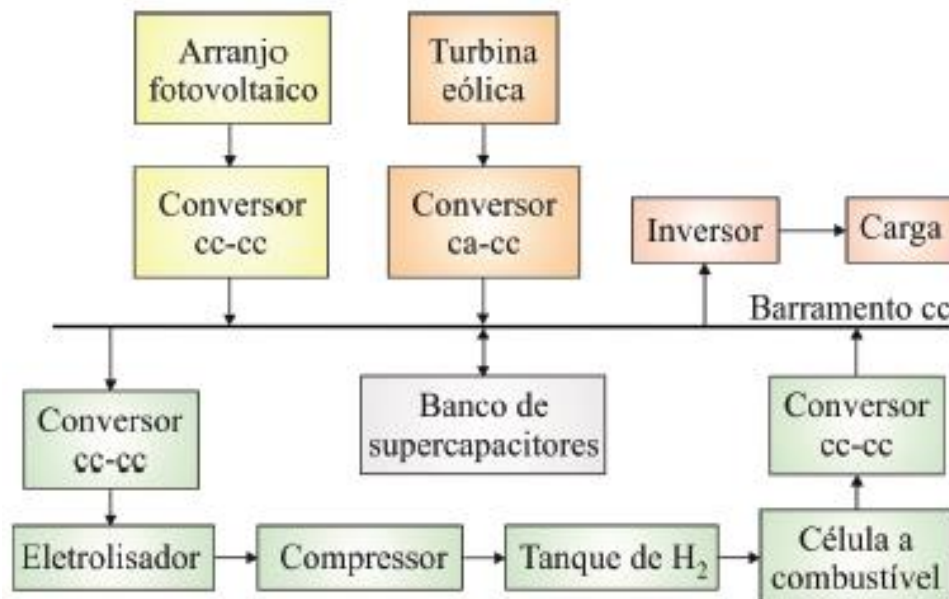 Arranjo
fotovoltaico
Turbina
eólica
Conversor
cc-cc
Conversor
ca-cc
Inversor
Carga
Barramento cc
Conversor
cc-cc
Banco de
supercapacitores
Conversor
cc-cc
Eletrolisador
Compressor
Tanque de H₂
Célula a
combustível